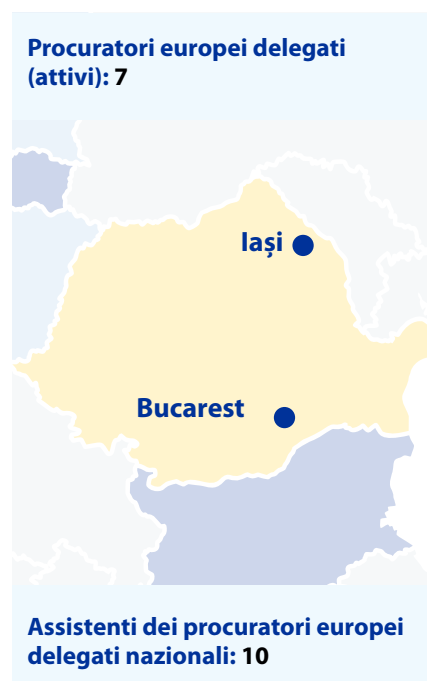 Procuratori europei delegati
(attivi): 7
Iași
Bucarest
Assistenti dei procuratori europei
delegati nazionali: 10